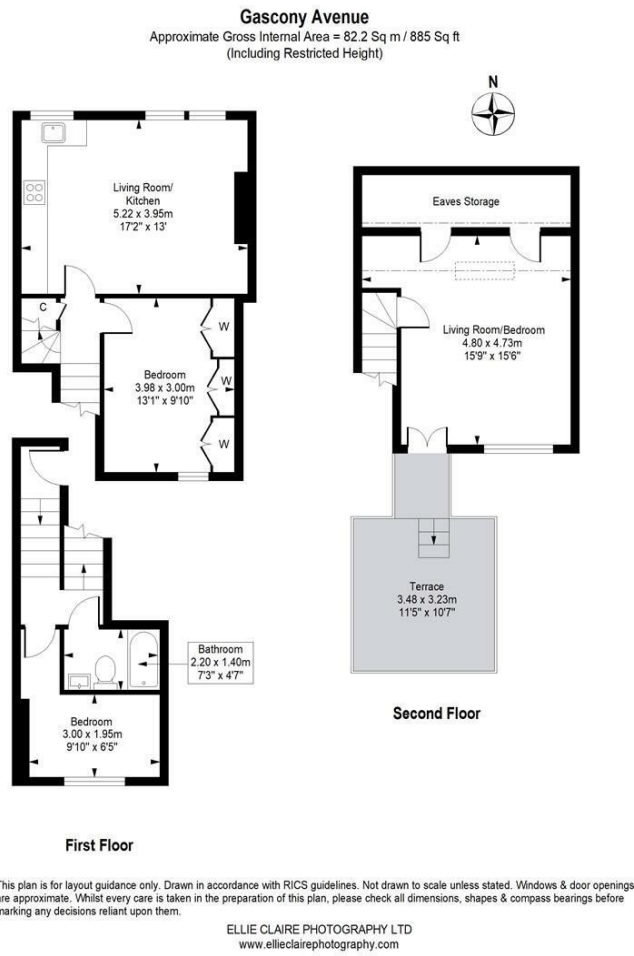 Gascony Avenue
Approximate Gross Internal Area = 82.2 Sq m / 885 Sq ft
(Including Restricted Height)
N
Living Room/
Kitchen
5.22 x 3.95m
17'2" x 13'
C
W
Bedroom
3.98 x 3.00m
13'1" x 9'10"
W
W
Eaves Storage
Living Room/Bedroom
4.80 x 4.73m
15'9" x 15'6"
Terrace
3.48 x 3.23m
11'5" x 10'7"
Second Floor
Bathroom
2.20 x 1.40m
7'3" x 4'7"
Bedroom
3.00 x 1.95m
9'10" x 6'5"
First Floor
This plan is for layout guidance only. Drawn in accordance with RICS guidelines. Not drawn to scale unless stated. Windows & door openings
are approximate. Whilst every care is taken in the preparation of this plan, please check all dimensions, shapes & compass bearings before
making any decisions reliant upon them.
ELLIE CLAIRE PHOTOGRAPHY LTD
www.ellieclairephotography.com